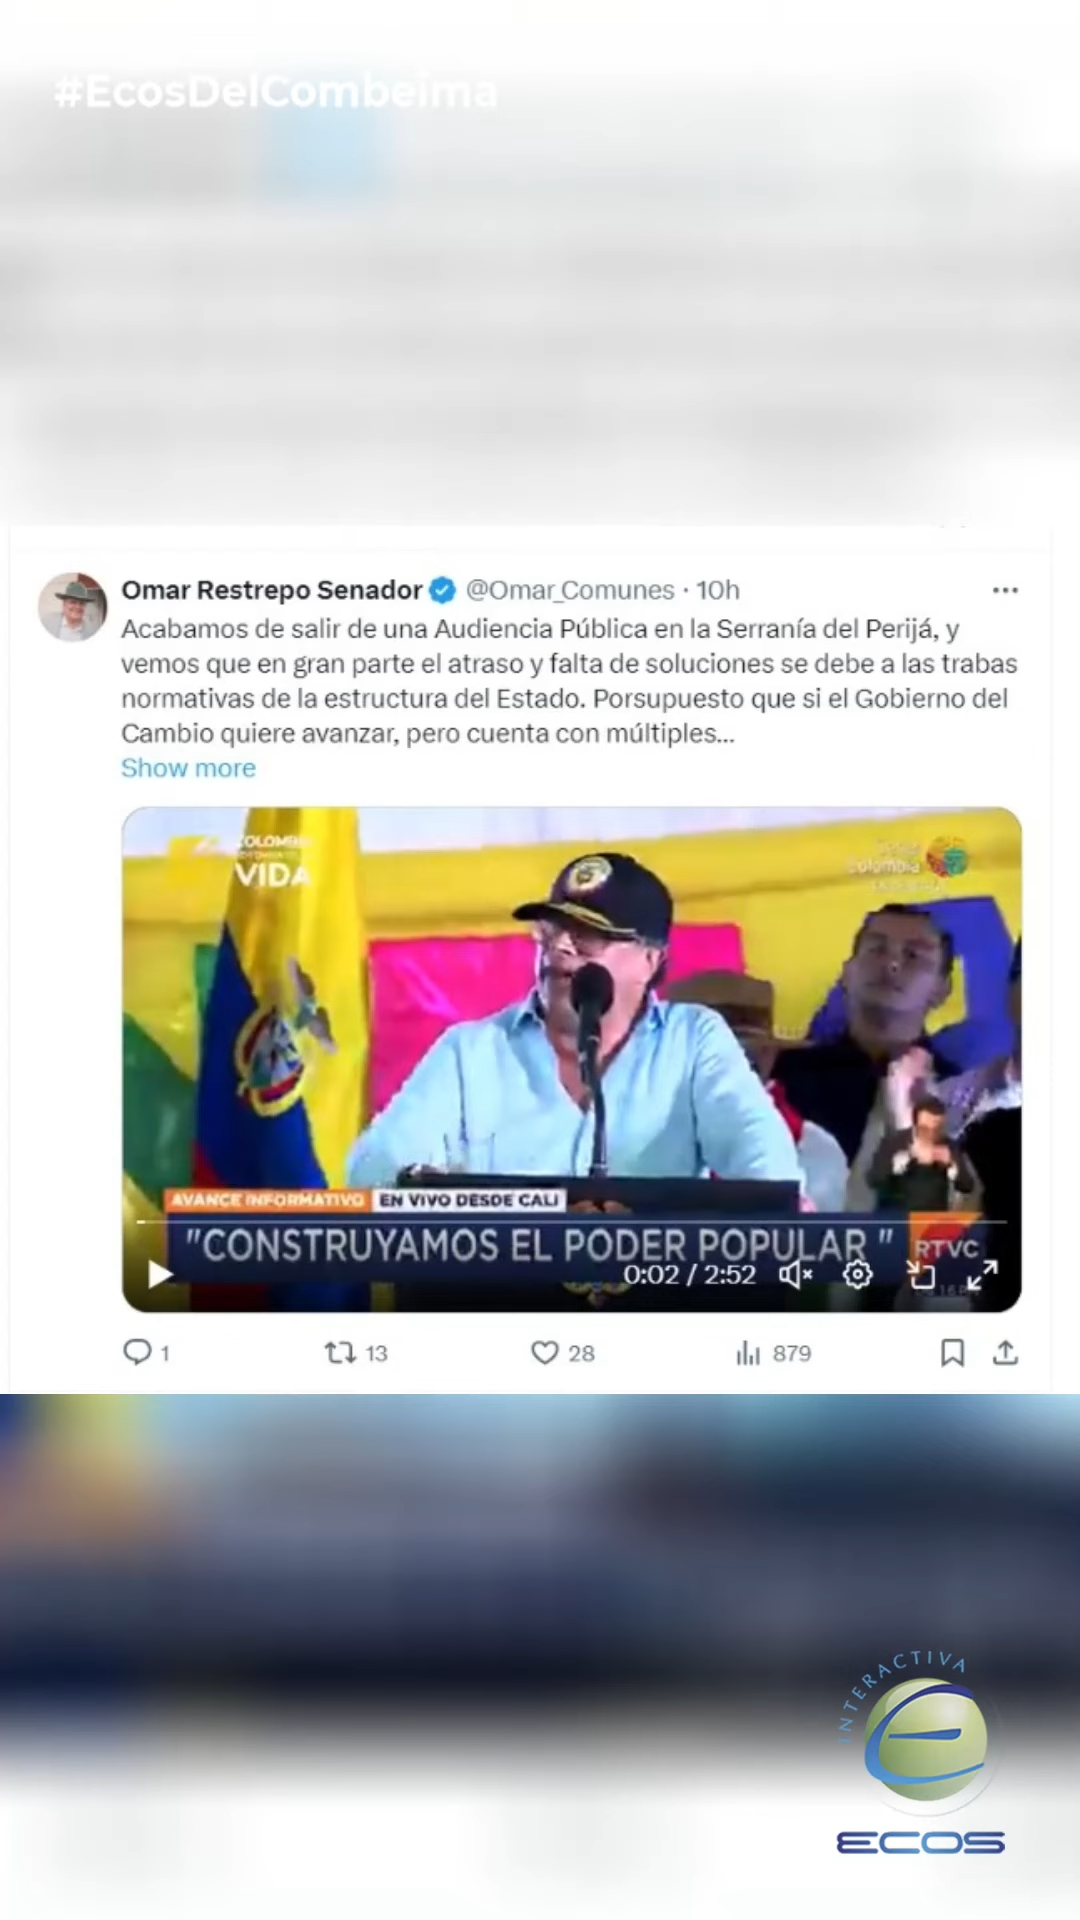 #EcosDelCombeima
Omar Restrepo Senador @Omar_Comunes · 10h
Acabamos de salir de una Audiencia Pública en la Serranía del Perijá, y
vemos que en gran parte el atraso y falta de soluciones se debe a las trabas
normativas de la estructura del Estado. Porsupuesto que si el Gobierno del
Cambio quiere avanzar, pero cuenta con múltiples...
Show more
COLOMBIA
VIDA
Colombia
AVANCE INFORMATIVO EN VIVO DESDE CALI
"CONSTRUYAMOS EL PODER POPULAR"
RTVC
0:02 / 2:52
1 13 28 879
INTERACTIVA
ECOS